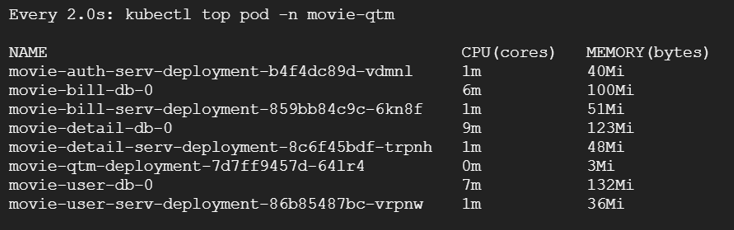 Every 2.0s: kubectl top pod -n movie-qtm
NAME CPU(cores) MEMORY(bytes)
movie-auth-serv-deployment-b4f4dc89d-vdmnl 1m 40Mi
movie-bill-db-0 6m 100Mi
movie-bill-serv-deployment-859bb84c9c-6kn8f 1m 51Mi
movie-detail-db-0 9m 123Mi
movie-detail-serv-deployment-8c6f45bdf-trpnh 1m 48Mi
movie-qtm-deployment-7d7ff9457d-64lr4 0m 3Mi
movie-user-db-0 7m 132Mi
movie-user-serv-deployment-86b85487bc-vrpnw 1m 36Mi